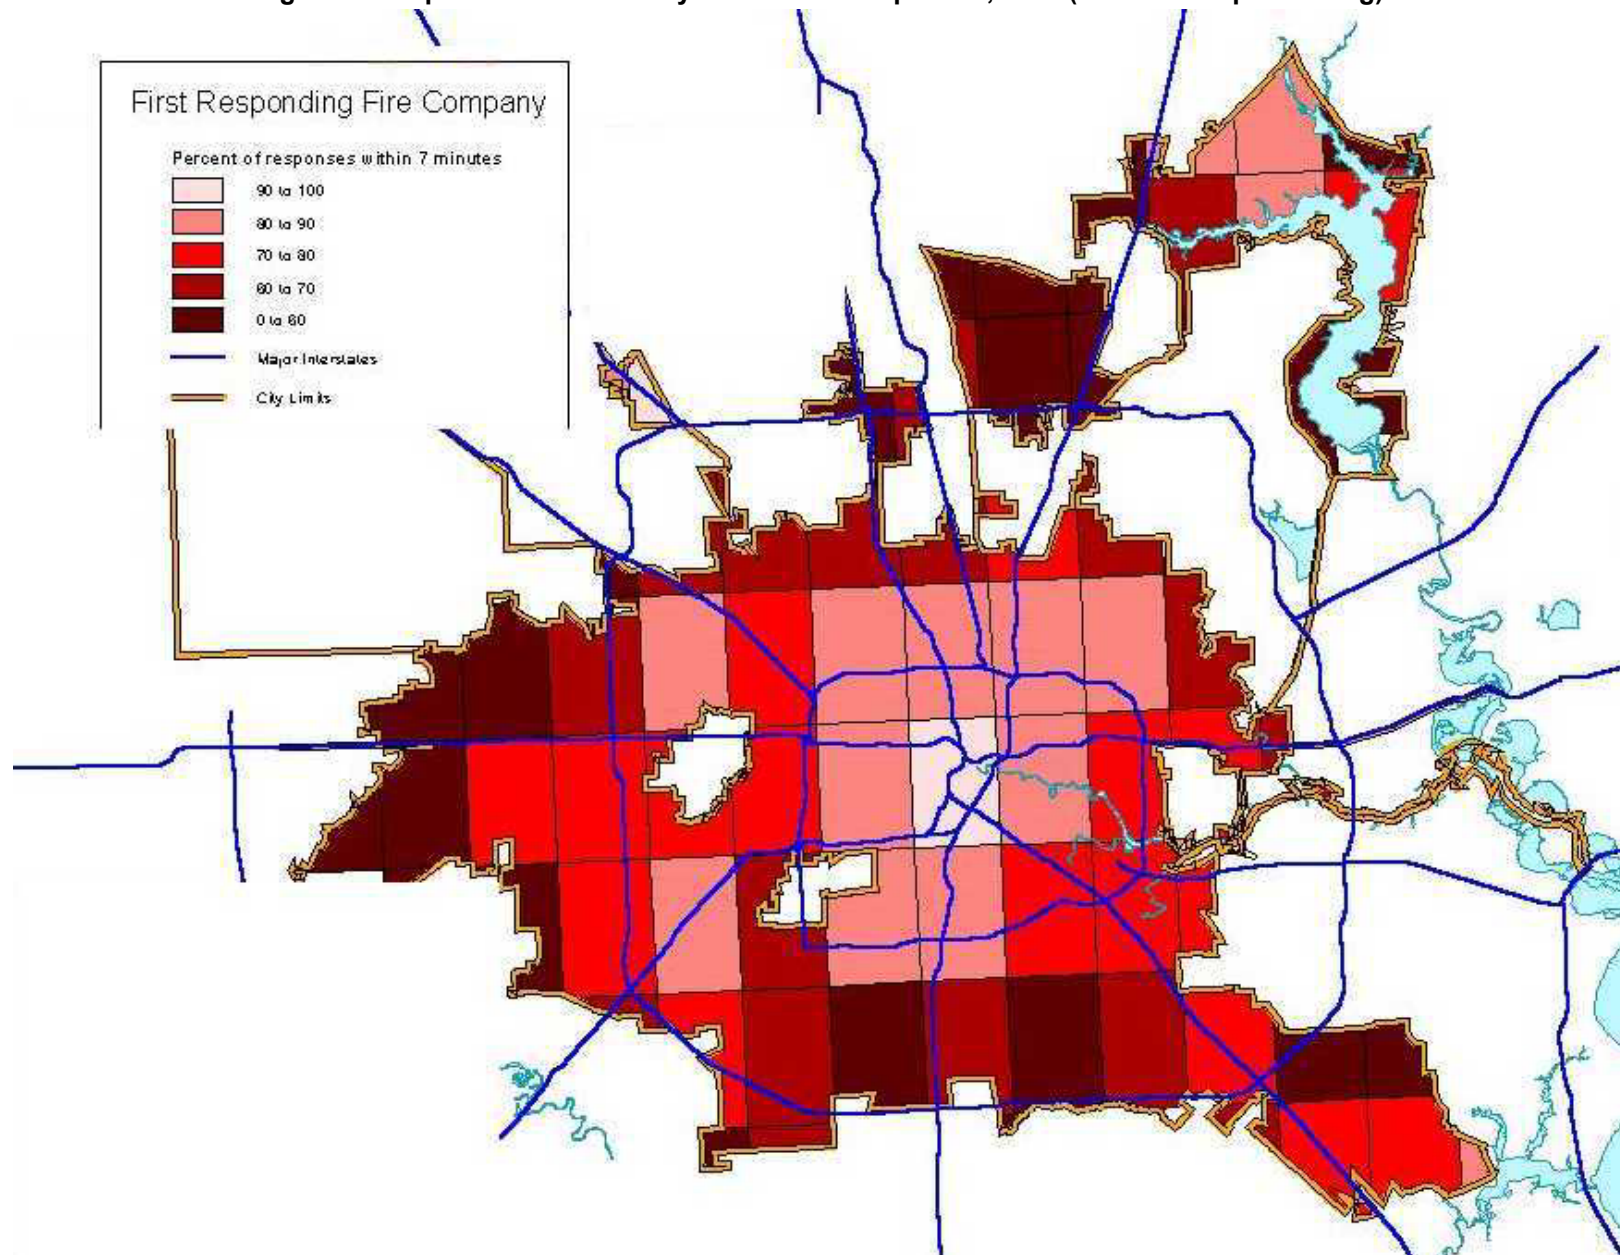 First Responding Fire Company
Percent of responses within 7 minutes
90 to 100
80 to 90
70 to 80
60 to 70
0 to 60
Major Interstates
City Limits